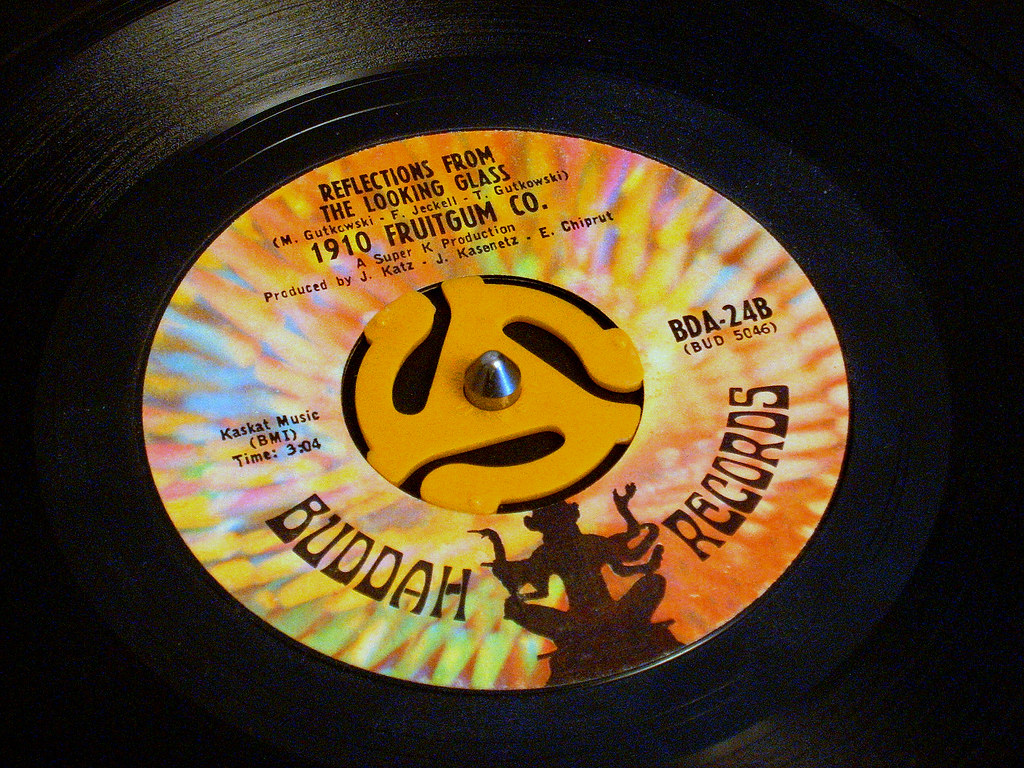 REFLECTIONS FROM
THE LOOKING GLASS
(M. Gutkowski - F. Jeckell - T. Gutkowski)
1910 FRUITGUM CO.
A Super K Production
Produced by J. Katz - J. Kasenetz - E. Chiprut
BDA-24B
(BUD 5046)
Kaskat Music
(BMI)
Time: 3:04
BUDDAH RECORDS